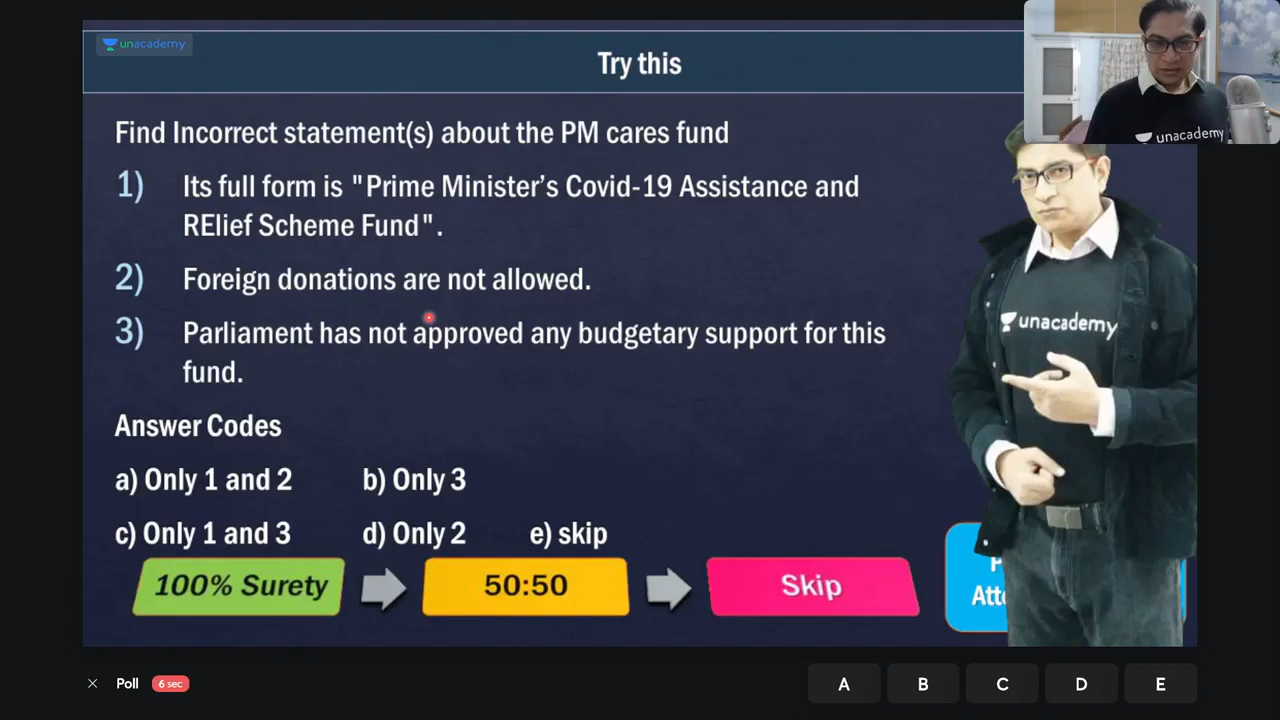 unacademy
Try this
unacademy
Find Incorrect statement(s) about the PM cares fund
1) Its full form is "Prime Minister’s Covid-19 Assistance and
RElief Scheme Fund".
2) Foreign donations are not allowed.
unacademy
3) Parliament has not approved any budgetary support for this
fund.
Answer Codes
a) Only 1 and 2 b) Only 3
c) Only 1 and 3 d) Only 2 e) skip
100% Surety 50:50 Skip
Poll 6 sec A B C D E